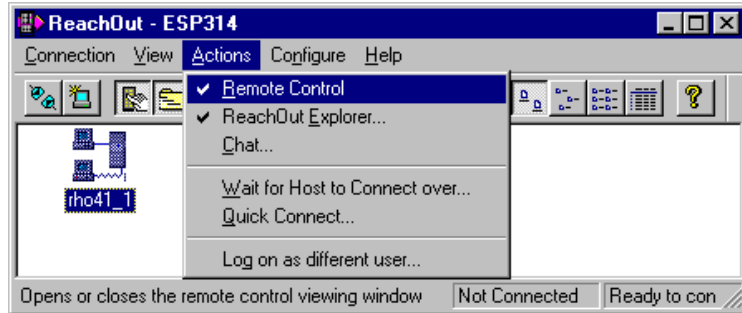 ReachOut - ESP314
Connection View Actions Configure Help
Remote Control
ReachOut Explorer...
Chat...
rho41_1
Wait for Host to Connect over...
Quick Connect...
Log on as different user...
Opens or closes the remote control viewing window Not Connected Ready to con